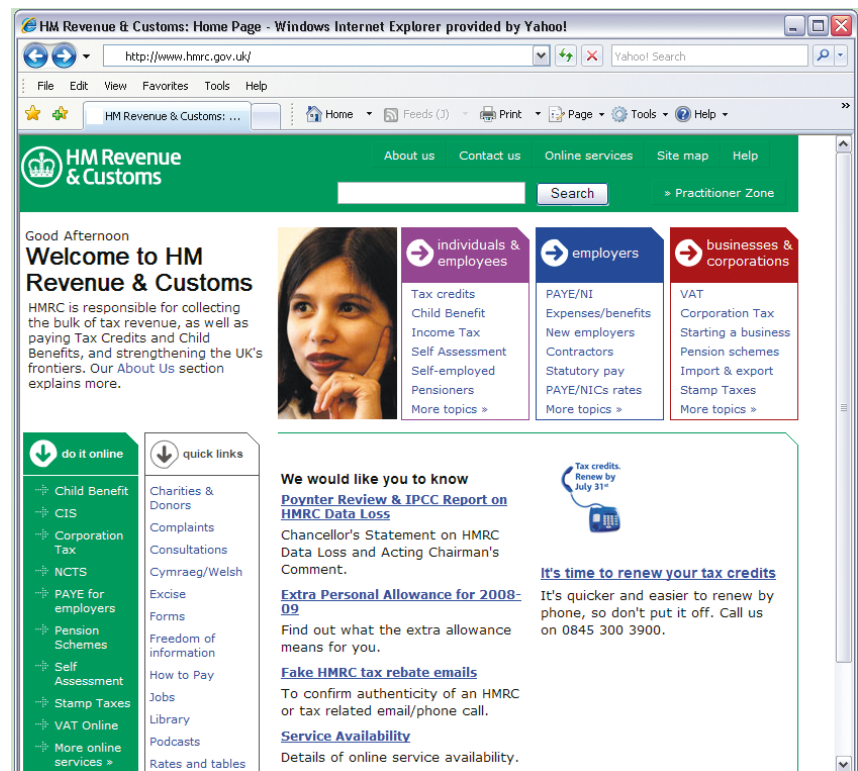 HM Revenue & Customs: Home Page - Windows Internet Explorer provided by Yahoo!
http://www.hmrc.gov.uk/
Yahoo! Search
File Edit View Favorites Tools Help
HM Revenue & Customs: ...
Home Feeds (J) Print Page Tools Help »
HM Revenue
& Customs
About us Contact us Online services Site map Help
Search
» Practitioner Zone
Good Afternoon
Welcome to HM
Revenue & Customs
HMRC is responsible for collecting
the bulk of tax revenue, as well as
paying Tax Credits and Child
Benefits, and strengthening the UK's
frontiers. Our About Us section
explains more.
individuals &
employees
Tax credits
Child Benefit
Income Tax
Self Assessment
Self-employed
Pensioners
More topics »
employers
PAYE/NI
Expenses/benefits
New employers
Contractors
Statutory pay
PAYE/NICs rates
More topics »
businesses &
corporations
VAT
Corporation Tax
Starting a business
Pension schemes
Import & export
Stamp Taxes
More topics »
do it online
Child Benefit
CIS
Corporation
Tax
NCTS
PAYE for
employers
Pension
Schemes
Self
Assessment
Stamp Taxes
VAT Online
More online
services »
quick links
Charities &
Donors
Complaints
Consultations
Cymraeg/Welsh
Excise
Forms
Freedom of
information
How to Pay
Jobs
Library
Podcasts
Rates and tables
We would like you to know
Poynter Review & IPCC Report on
HMRC Data Loss
Chancellor's Statement on HMRC
Data Loss and Acting Chairman's
Comment.
Extra Personal Allowance for 2008-
09
Find out what the extra allowance
means for you.
Fake HMRC tax rebate emails
To confirm authenticity of an HMRC
or tax related email/phone call.
Service Availability
Details of online service availability.
Tax credits.
Renew by
July 31st
It's time to renew your tax credits
It's quicker and easier to renew by
phone, so don't put it off. Call us
on 0845 300 3900.